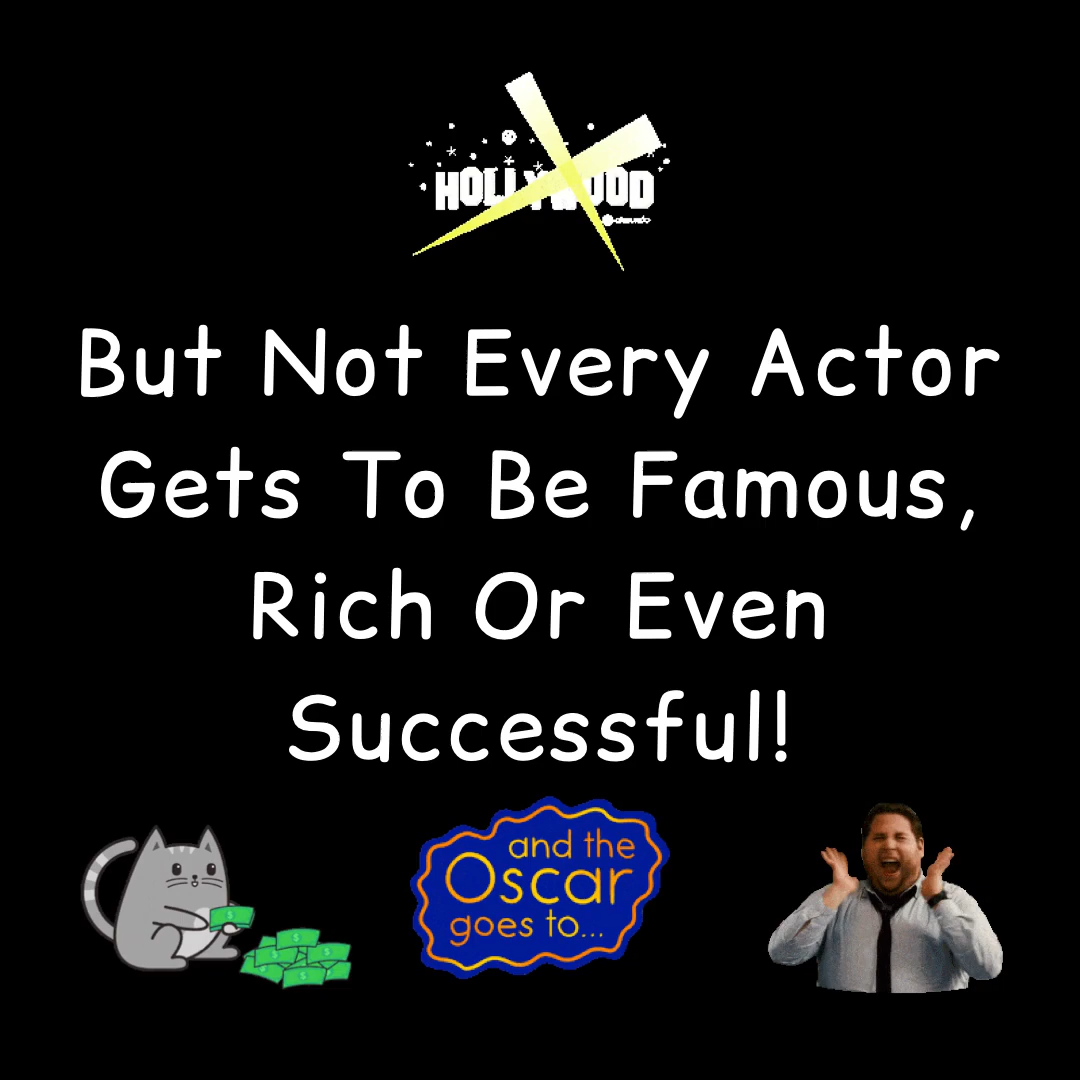 HOLLYWOOD
But Not Every Actor
Gets To Be Famous,
Rich Or Even
Successful!
and the
Oscar
goes to...